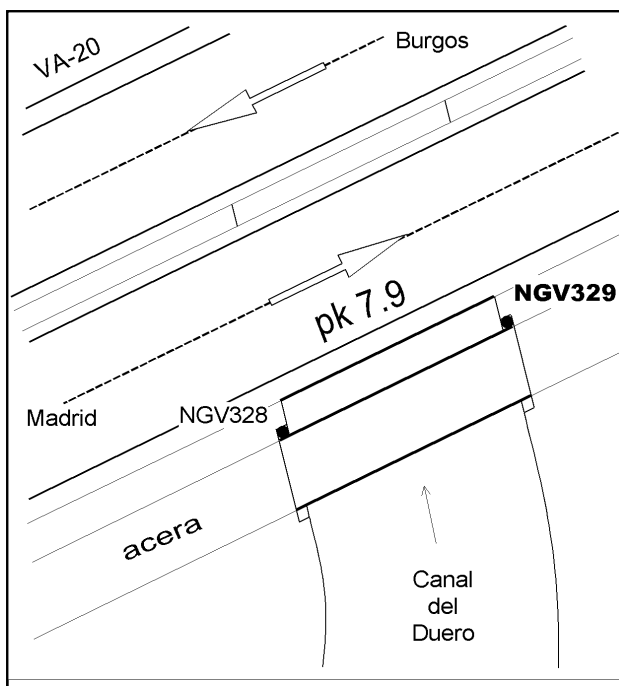 VA-20
Burgos
pk 7.9
NGV329
Madrid
NGV328
acera
Canal
del
Duero